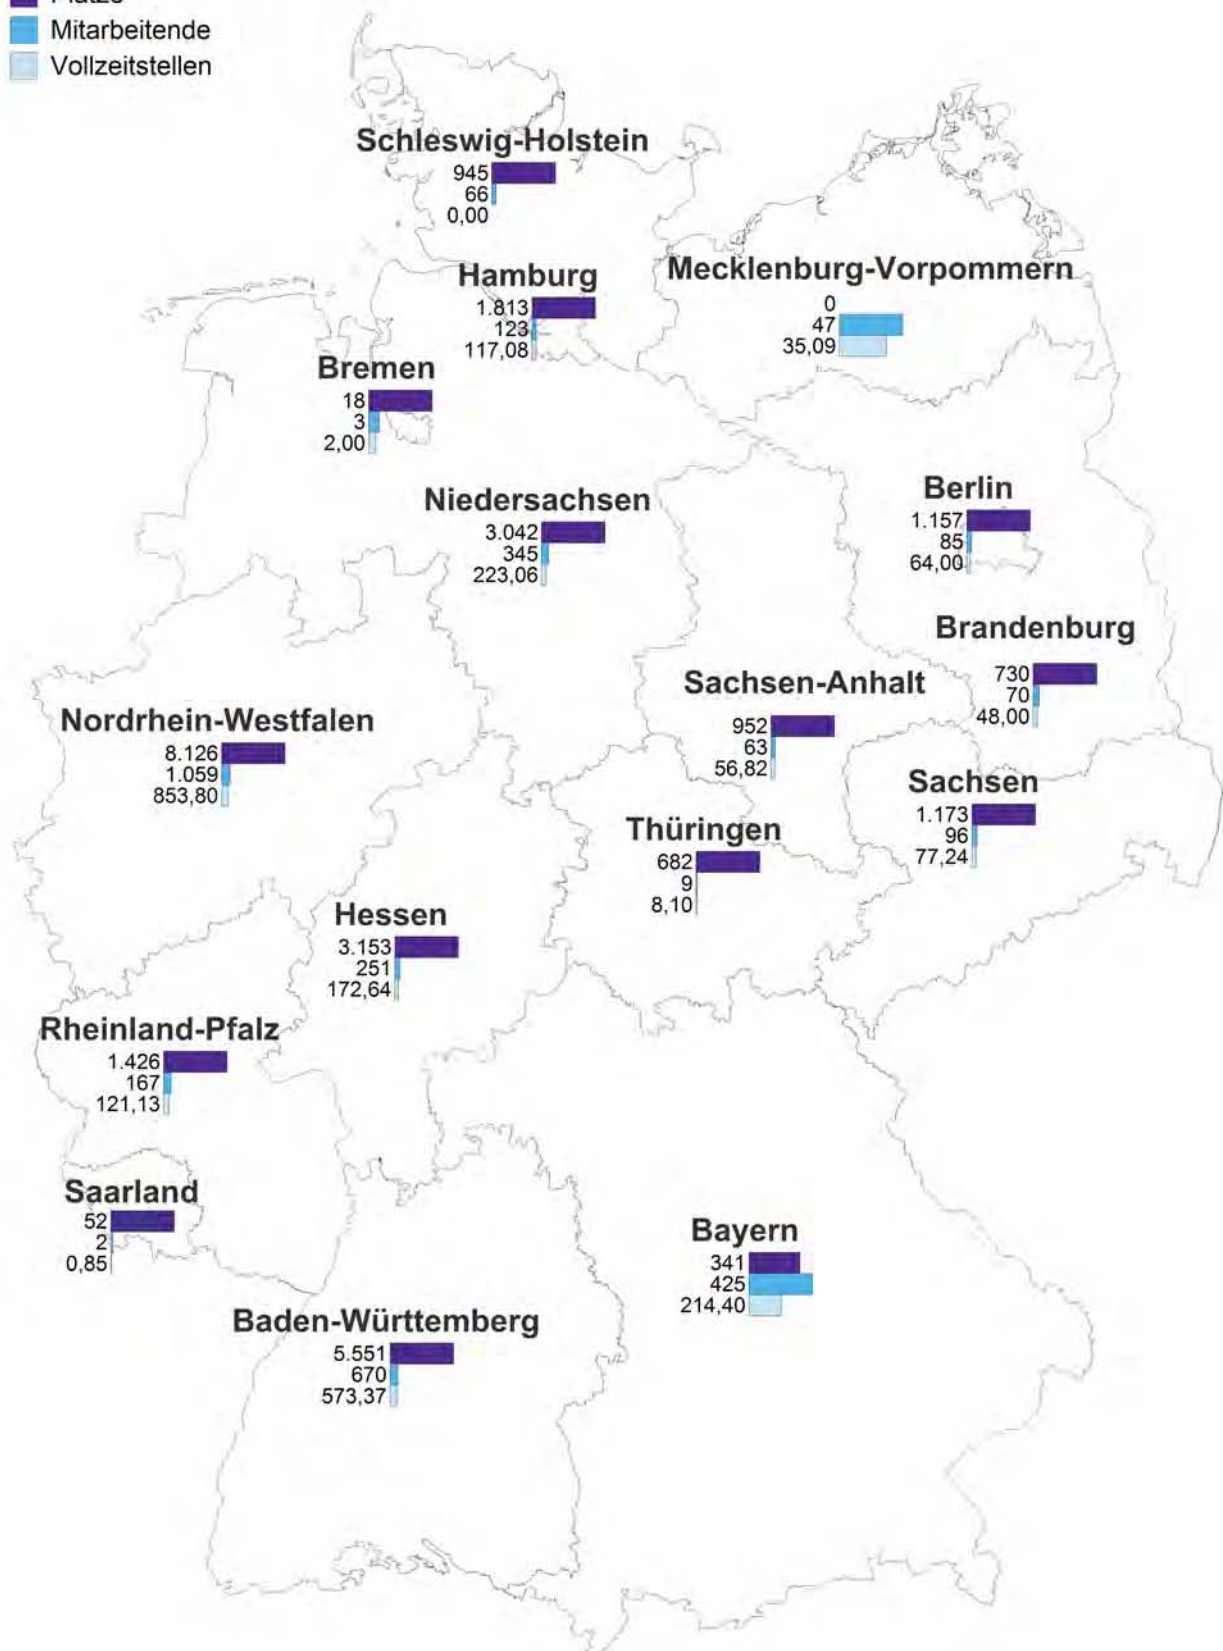 Mitarbeitende
Vollzeitstellen
Schleswig-Holstein
945
66
0,00
Hamburg
1.813
123
117,08
Mecklenburg-Vorpommern
0
47
35,09
Bremen
18
3
2,00
Niedersachsen
3.042
345
223,06
Berlin
1.157
85
64,00
Brandenburg
730
70
48,00
Sachsen-Anhalt
952
63
56,82
Nordrhein-Westfalen
8.126
1.059
853,80
Sachsen
1.173
96
77,24
Thüringen
682
9
8,10
Hessen
3.153
251
172,64
Rheinland-Pfalz
1.426
167
121,13
Saarland
52
2
0,85
Bayern
341
425
214,40
Baden-Württemberg
5.551
670
573,37